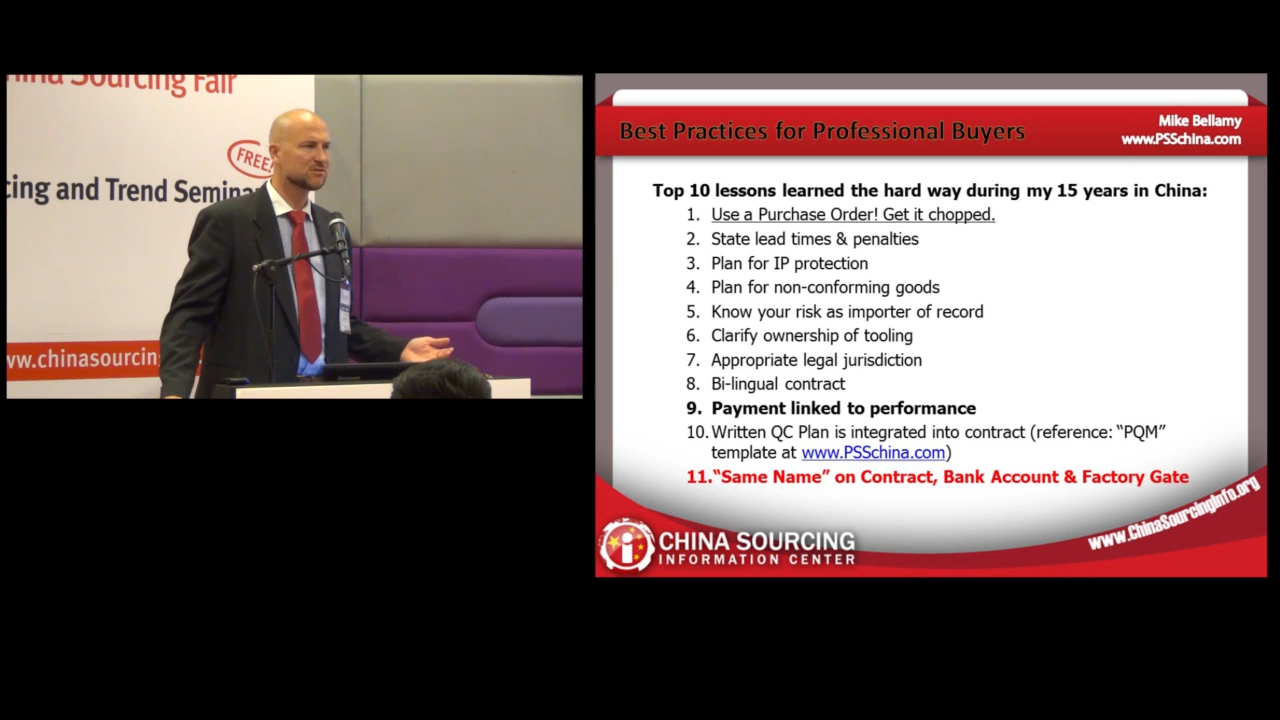 China Sourcing Fair
FREE!
cing and Trend Semina
ww.chinasourcing
Best Practices for Professional Buyers
Mike Bellamy
www.PSSchina.com
Top 10 lessons learned the hard way during my 15 years in China:
1. Use a Purchase Order! Get it chopped.
2. State lead times & penalties
3. Plan for IP protection
4. Plan for non-conforming goods
5. Know your risk as importer of record
6. Clarify ownership of tooling
7. Appropriate legal jurisdiction
8. Bi-lingual contract
9. Payment linked to performance
10. Written QC Plan is integrated into contract (reference: “PQM”
template at www.PSSchina.com)
11. “Same Name” on Contract, Bank Account & Factory Gate
CHINA SOURCING
INFORMATION CENTER
www.ChinaSourcingInfo.org